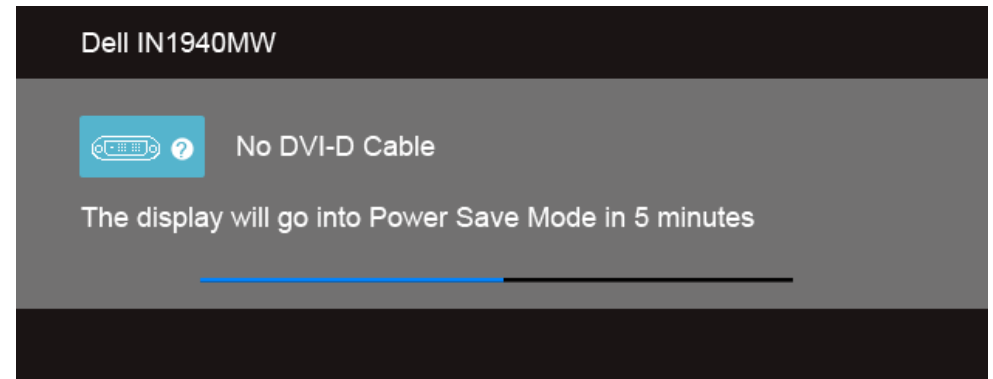 Dell IN1940MW
No DVI-D Cable
The display will go into Power Save Mode in 5 minutes